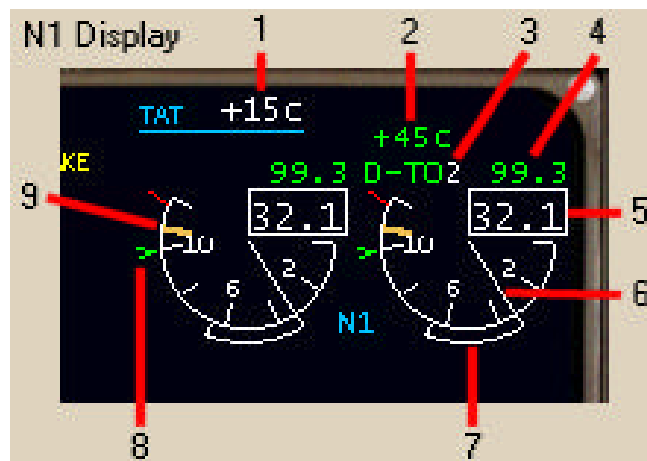 N1 Display 1 2 3 4
TAT +15c
+45c
KE 99.3 D-TO2 99.3
9 32.1 32.1 5
-10 -10
2 2
6 6 6
N1
8 7